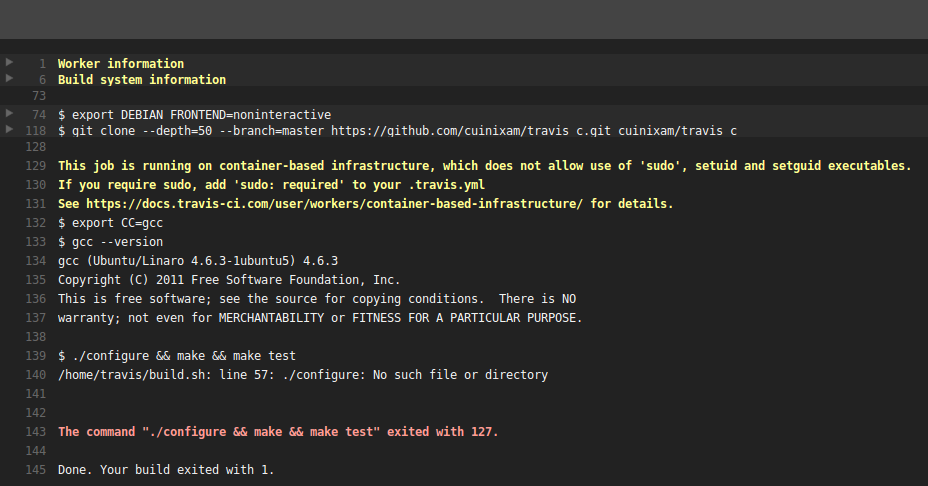 1 Worker information
6 Build system information
73
74 $ export DEBIAN FRONTEND=noninteractive
118 $ git clone --depth=50 --branch=master https://github.com/cuinixam/travis c.git cuinixam/travis c
128
129 This job is running on container-based infrastructure, which does not allow use of 'sudo', setuid and setguid executables.
130 If you require sudo, add 'sudo: required' to your .travis.yml
131 See https://docs.travis-ci.com/user/workers/container-based-infrastructure/ for details.
132 $ export CC=gcc
133 $ gcc --version
134 gcc (Ubuntu/Linaro 4.6.3-1ubuntu5) 4.6.3
135 Copyright (C) 2011 Free Software Foundation, Inc.
136 This is free software; see the source for copying conditions.  There is NO
137 warranty; not even for MERCHANTABILITY or FITNESS FOR A PARTICULAR PURPOSE.
138
139 $ ./configure && make && make test
140 /home/travis/build.sh: line 57: ./configure: No such file or directory
141
142
143 The command "./configure && make && make test" exited with 127.
144
145 Done. Your build exited with 1.